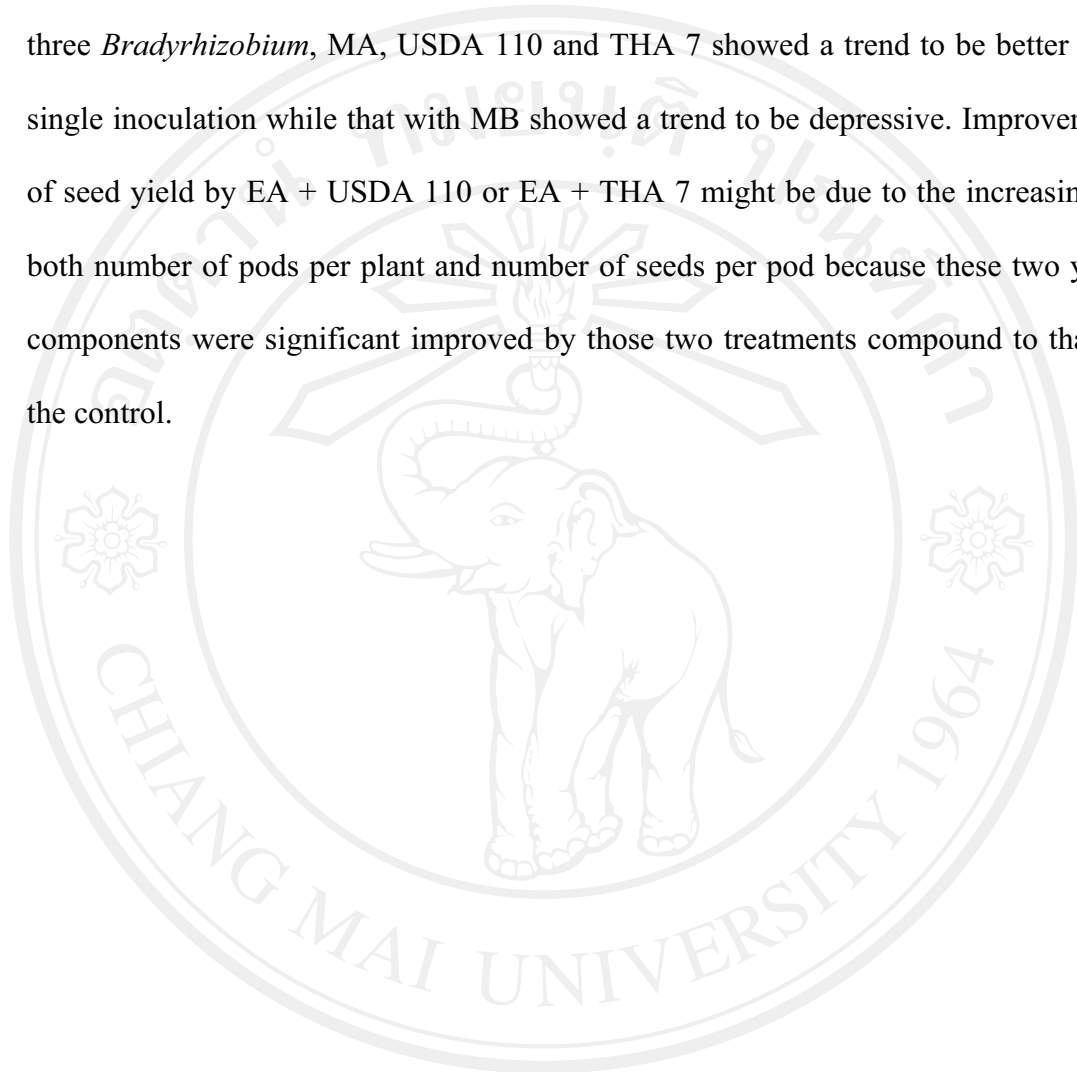 three Bradyrhizobium, MA, USDA 110 and THA 7 showed a trend to be better
single inoculation while that with MB showed a trend to be depressive. Improver
of seed yield by EA + USDA 110 or EA + THA 7 might be due to the increasin
both number of pods per plant and number of seeds per pod because these two y
components were significant improved by those two treatments compound to tha
the control.
CHIANG MAI UNIVERSITY 1964